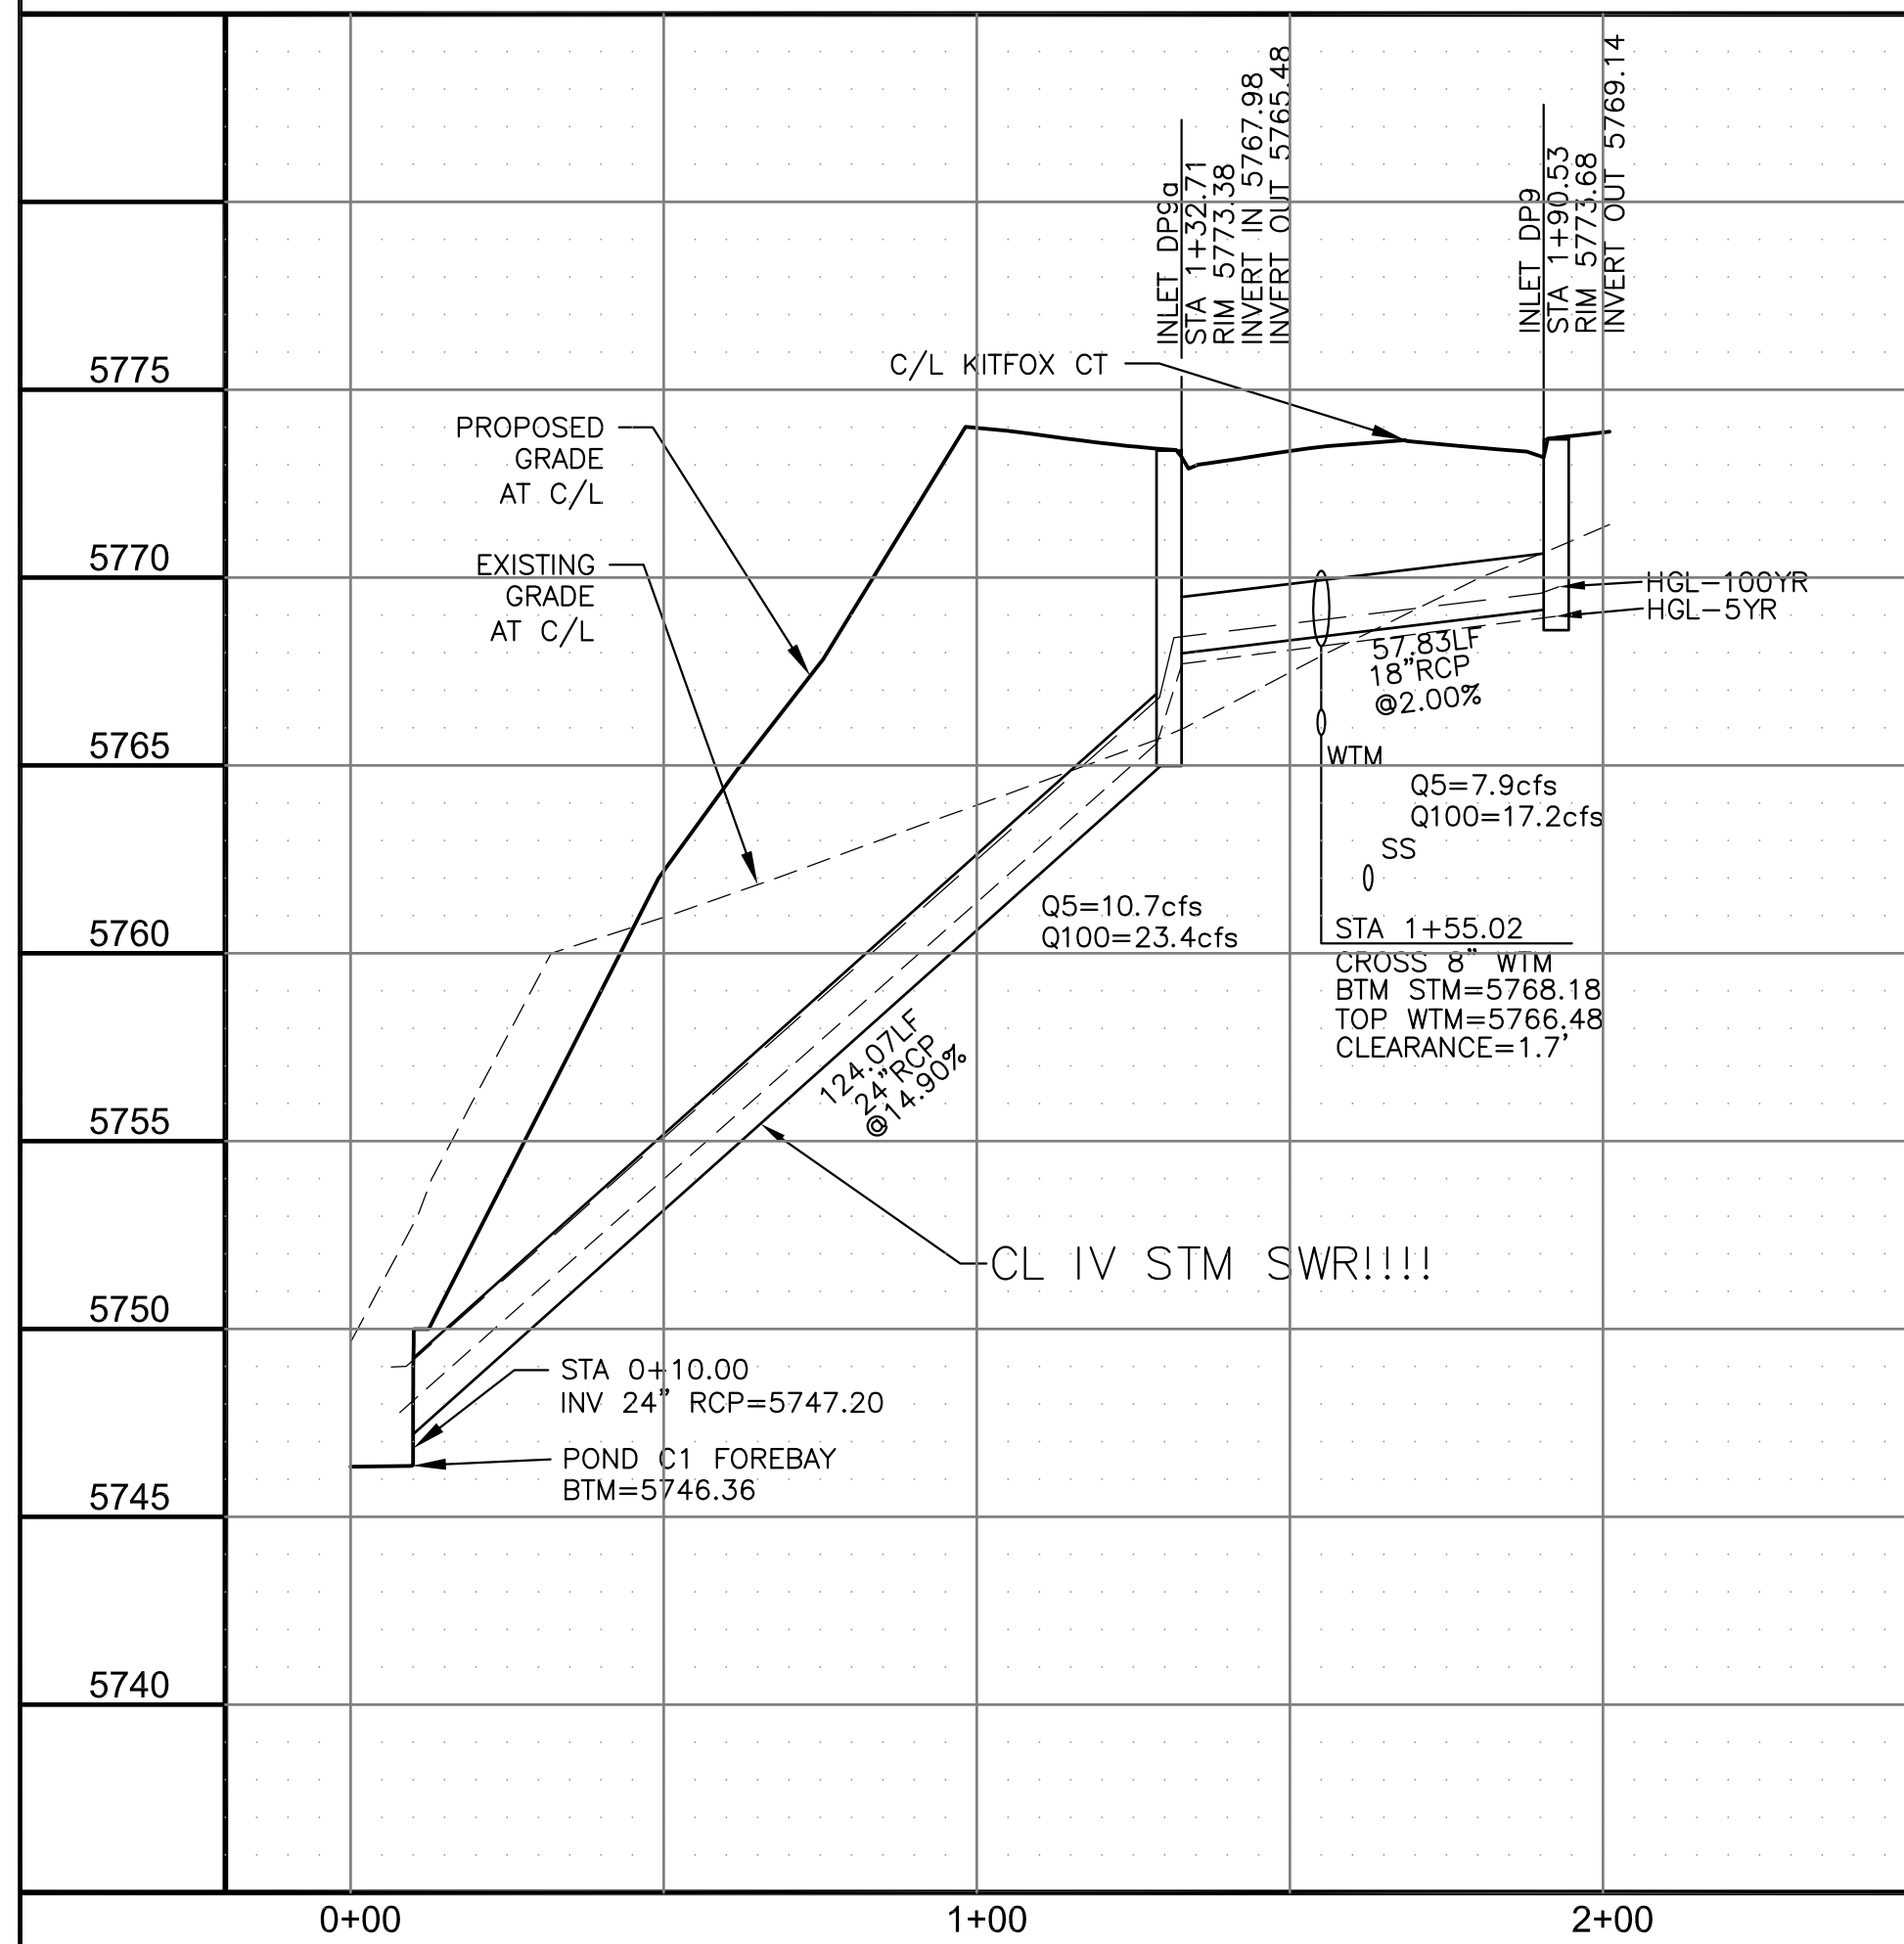 INLET DP9a
STA 1+32.71
RIM 5773.38
INVERT IN 5767.98
INVERT OUT 5765.48
INLET DP9
STA 1+90.53
RIM 5773.68
INVERT OUT 5769.14
C/L KITFOX CT
PROPOSED
GRADE
AT C/L
EXISTING
GRADE
AT C/L
HGL-100YR
HGL-5YR
57.83LF
18"RCP
@2.00%
WTM
Q5=7.9cfs
Q100=17.2cfs
SS
Q5=10.7cfs
Q100=23.4cfs
STA 1+55.02
CROSS 8" WTM
BTM STM=5768.18
TOP WTM=5766.48
CLEARANCE=1.7'
124.07LF
24"RCP
@14.90%
CL IV STM SWR!!!!
STA 0+10.00
INV 24" RCP=5747.20
POND C1 FOREBAY
BTM=5746.36
5775
5770
5765
5760
5755
5750
5745
5740
0+00
1+00
2+00